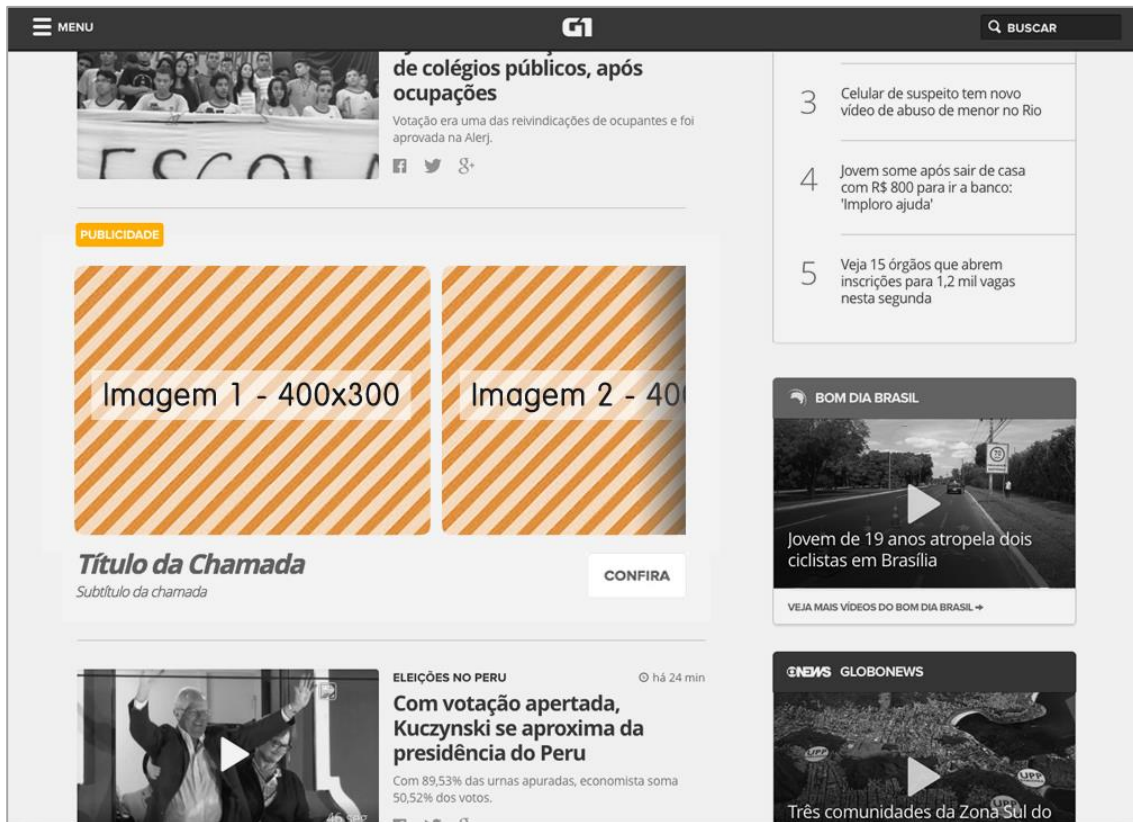 MENU
G1
BUSCAR
de colégios públicos, após
ocupações
Votação era uma das reivindicações de ocupantes e foi
aprovada na Alerj.
ESCOLA
PUBLICIDADE
Imagem 1 - 400x300
Imagem 2 - 40
Título da Chamada
Subtítulo da chamada
CONFIRA
ELEIÇÕES NO PERU
há 24 min
Com votação apertada,
Kuczynski se aproxima da
presidência do Peru
Com 89,53% das urnas apuradas, economista soma
50,52% dos votos.
3
Celular de suspeito tem novo
vídeo de abuso de menor no Rio
4
Jovem some após sair de casa
com R$ 800 para ir a banco:
'Imploro ajuda'
5
Veja 15 órgãos que abrem
inscrições para 1,2 mil vagas
nesta segunda
BOM DIA BRASIL
70
Jovem de 19 anos atropela dois
ciclistas em Brasília
VEJA MAIS VÍDEOS DO BOM DIA BRASIL
GNEWS GLOBONEWS
UPP
UPP
UPP
Três comunidades da Zona Sul do